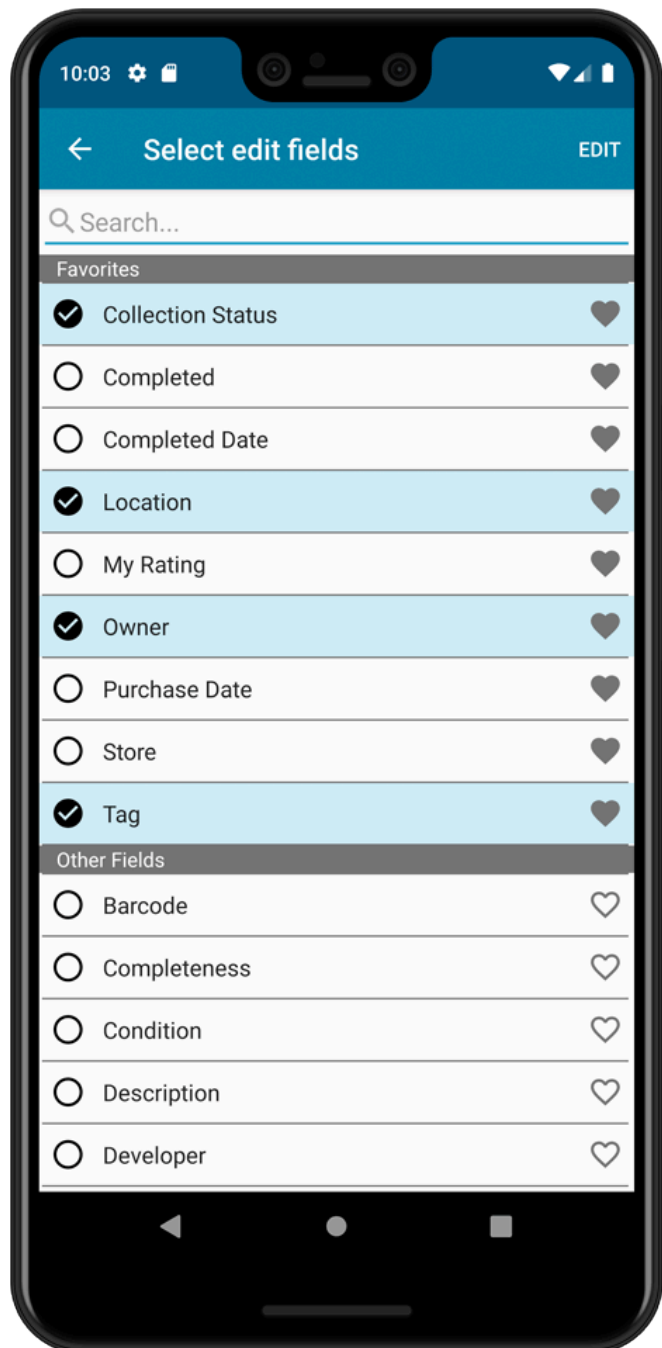 10:03
Select edit fields
EDIT
Search...
Favorites
Collection Status
Completed
Completed Date
Location
My Rating
Owner
Purchase Date
Store
Tag
Other Fields
Barcode
Completeness
Condition
Description
Developer